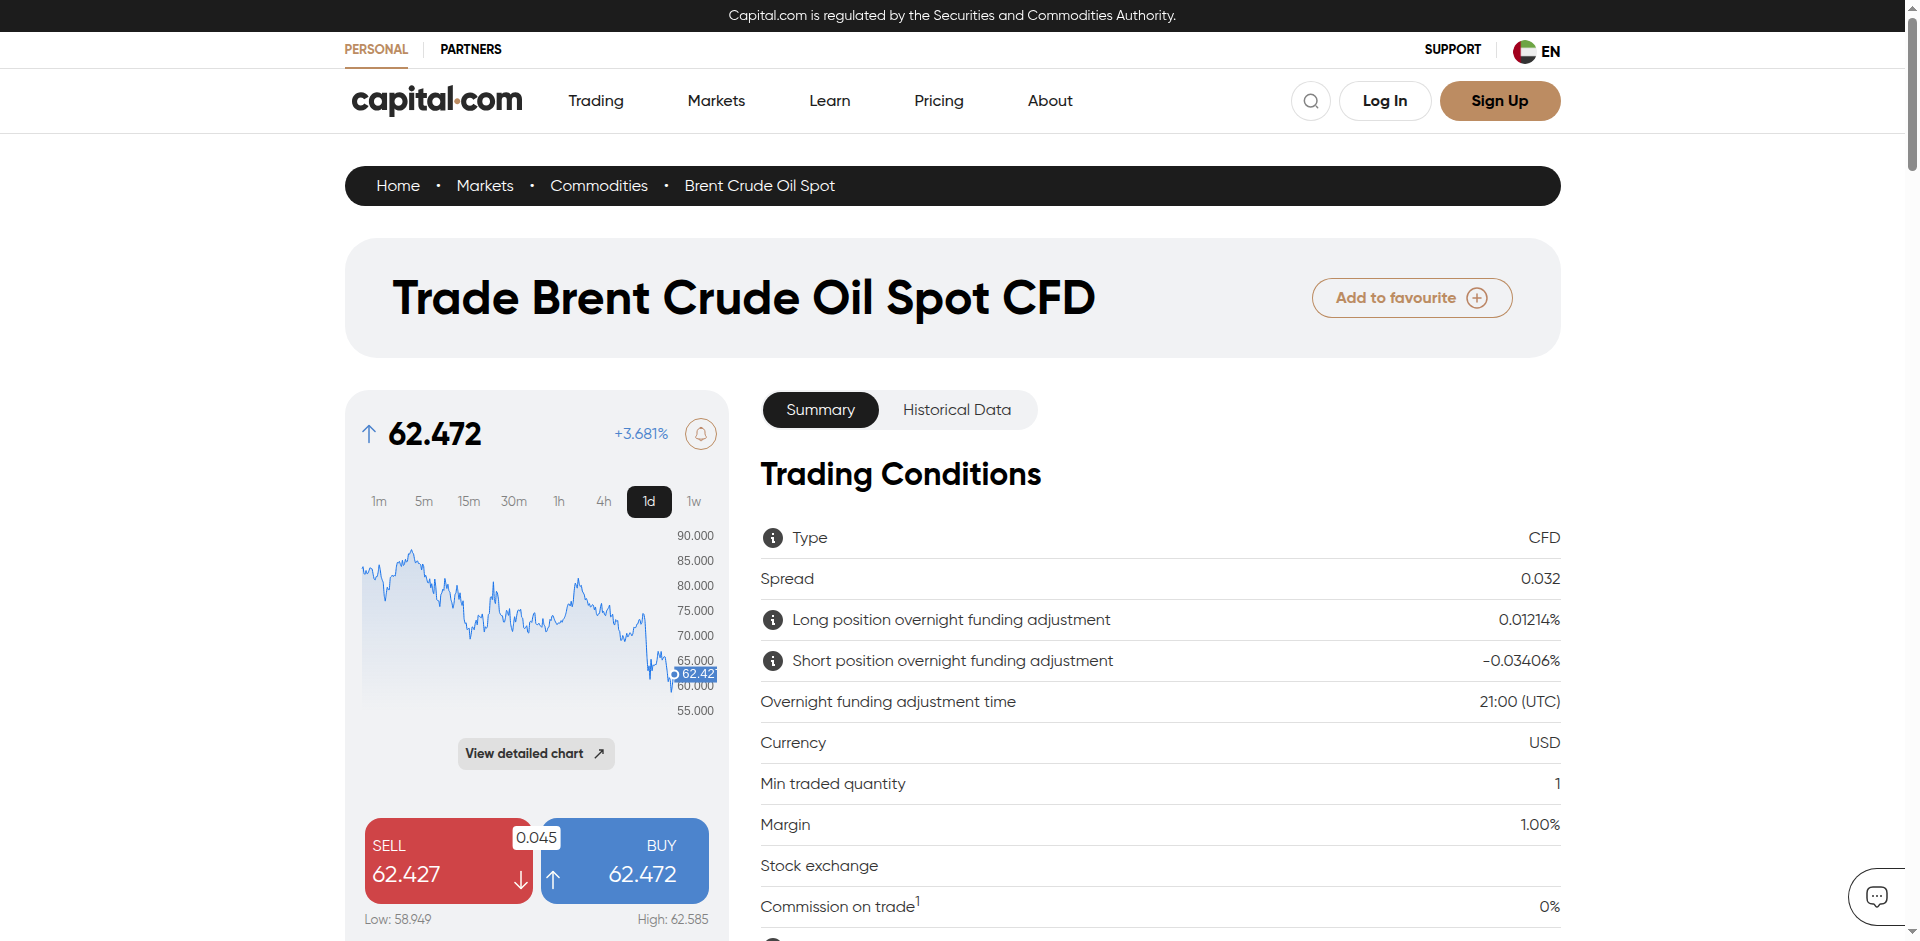 Capital.com is regulated by the Securities and Commodities Authority.
PERSONAL PARTNERS SUPPORT EN
capital.com Trading Markets Learn Pricing About Log In Sign Up
Home • Markets • Commodities • Brent Crude Oil Spot
Trade Brent Crude Oil Spot CFD Add to favourite
62.472 +3.681%
1m 5m 15m 30m 1h 4h 1d 1w
90.000
85.000
80.000
75.000
70.000
65.000
62.42
60.000
55.000
View detailed chart
SELL 0.045 BUY
62.427 62.472
Low: 58.949 High: 62.585
Summary Historical Data
Trading Conditions
Type CFD
Spread 0.032
Long position overnight funding adjustment 0.01214%
Short position overnight funding adjustment -0.03406%
Overnight funding adjustment time 21:00 (UTC)
Currency USD
Min traded quantity 1
Margin 1.00%
Stock exchange
Commission on trade1 0%